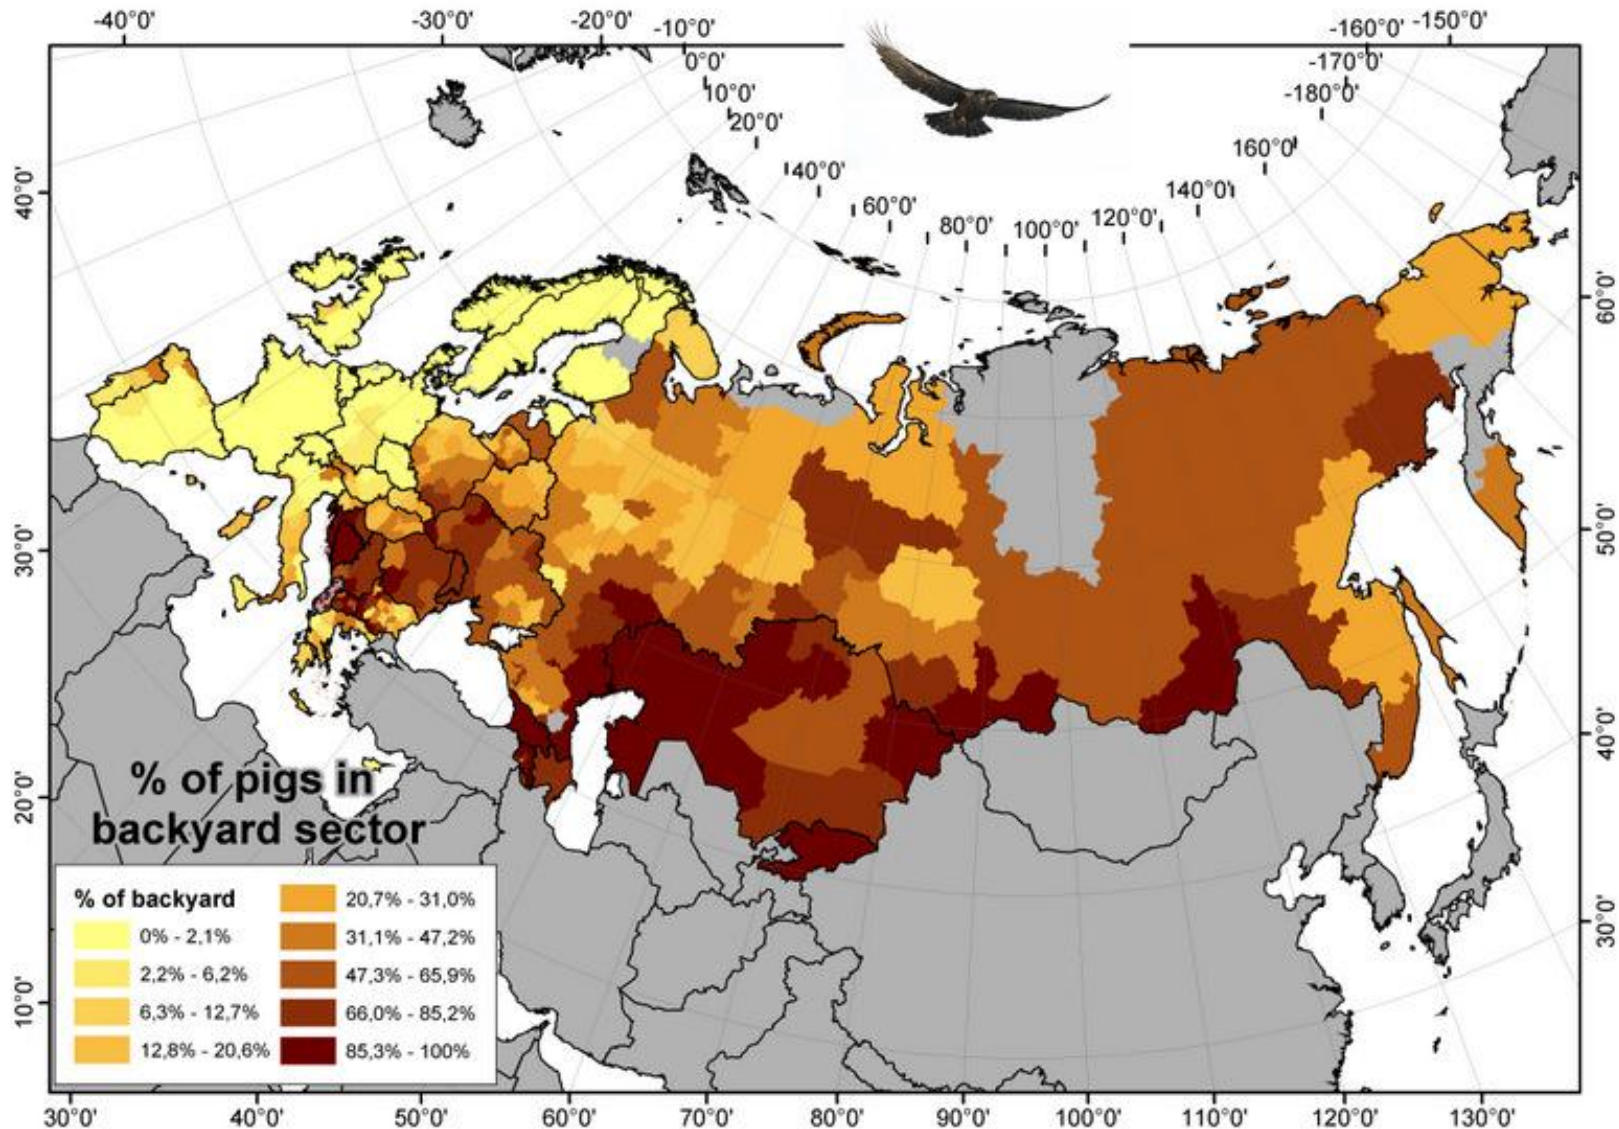 -40°0' -30°0' -20°0' -10°0' -160°0' -150°0'
0°0' -170°0'
10°0' -180°0'
20°0' 160°0'
40°0' 140°0'
60°0' 120°0'
80°0' 100°0'
40°0'
30°0'
20°0'
10°0'
60°0'
50°0'
40°0'
30°0'
% of pigs in
backyard sector
% of backyard
0% - 2,1%
2,2% - 6,2%
6,3% - 12,7%
12,8% - 20,6%
20,7% - 31,0%
31,1% - 47,2%
47,3% - 65,9%
66,0% - 85,2%
85,3% - 100%
30°0' 40°0' 50°0' 60°0' 70°0' 80°0' 90°0' 100°0' 110°0' 120°0' 130°0'